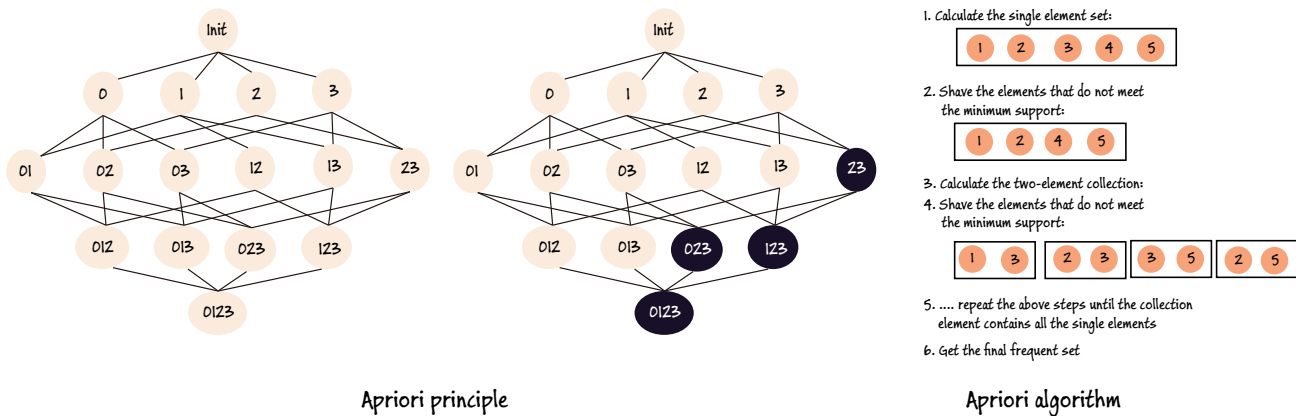 Init
0 1 2 3
01 02 03 12 13 23
012 013 023 123
0123
Init
0 1 2 3
01 02 03 12 13 23
012 013 023 123
0123
Apriori principle
1. Calculate the single element set:
1 2 3 4 5
2. Shave the elements that do not meet
the minimum support:
1 2 4 5
3. Calculate the two-element collection:
4. Shave the elements that do not meet
the minimum support:
1 3 2 3 3 5 2 5
5. .... repeat the above steps until the collection
element contains all the single elements
6. Get the final frequent set
Apriori algorithm